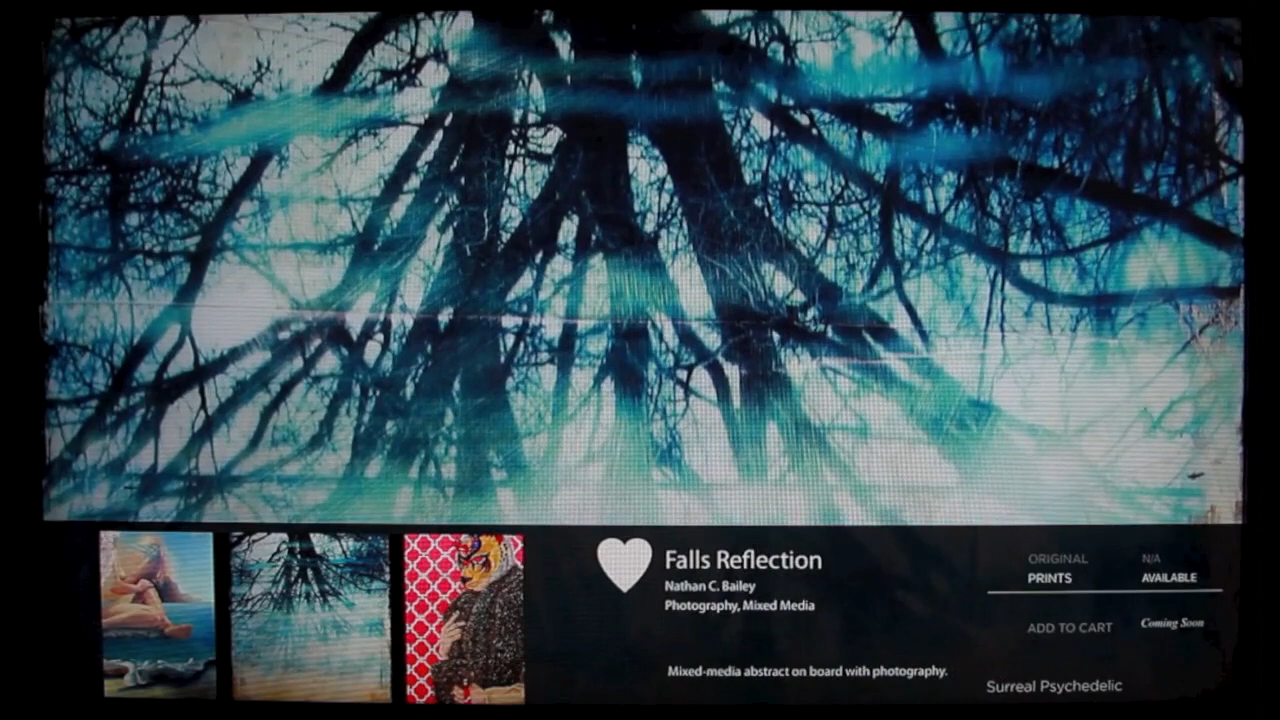 Falls Reflection
Nathan C. Bailey
Photography, Mixed Media
Mixed-media abstract on board with photography.
ORIGINAL N/A
PRINTS AVAILABLE
ADD TO CART Coming Soon
Surreal Psychedelic